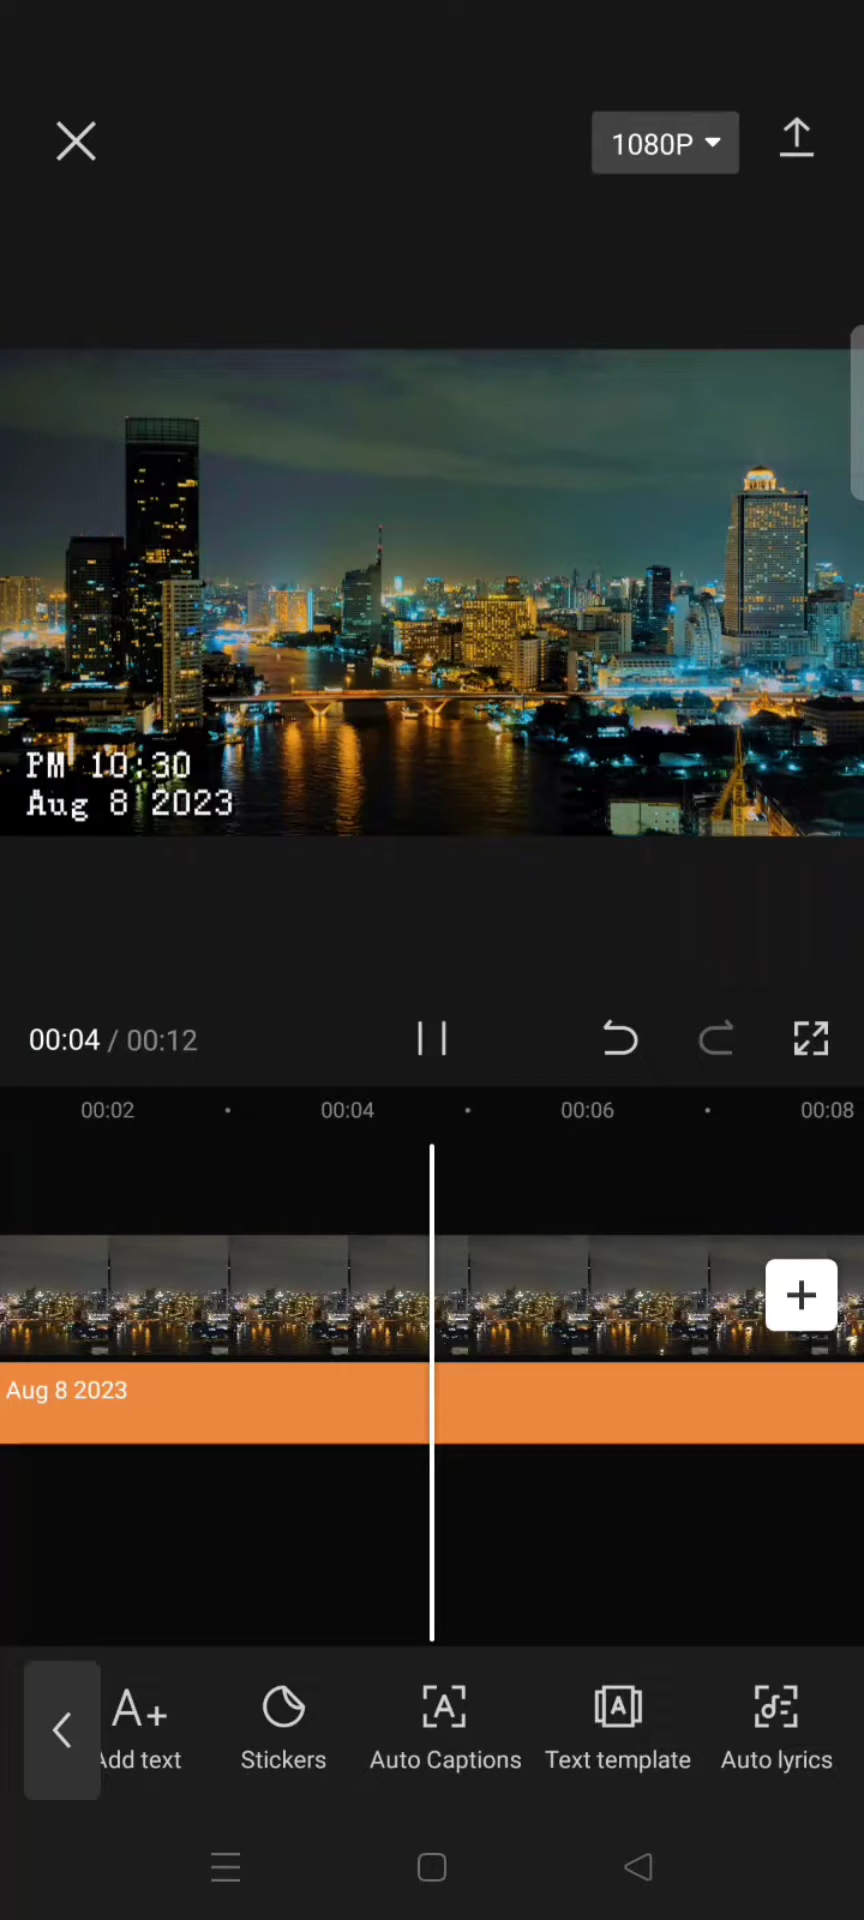 1080P
PM 10:30
Aug 8 2023
00:04 / 00:12
00:02 00:04 00:06 00:08
Aug 8 2023
Add text Stickers Auto Captions Text template Auto lyrics